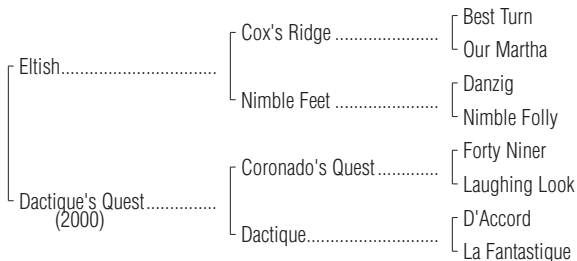 Best Turn
Cox's Ridge ....................
Our Martha
Eltish..............................
Danzig
Nimble Feet ....................
Nimble Folly
Forty Niner
Coronado's Quest............
Laughing Look
Dactique's Quest..............
(2000)
D'Accord
Dactique.........................
La Fantastique